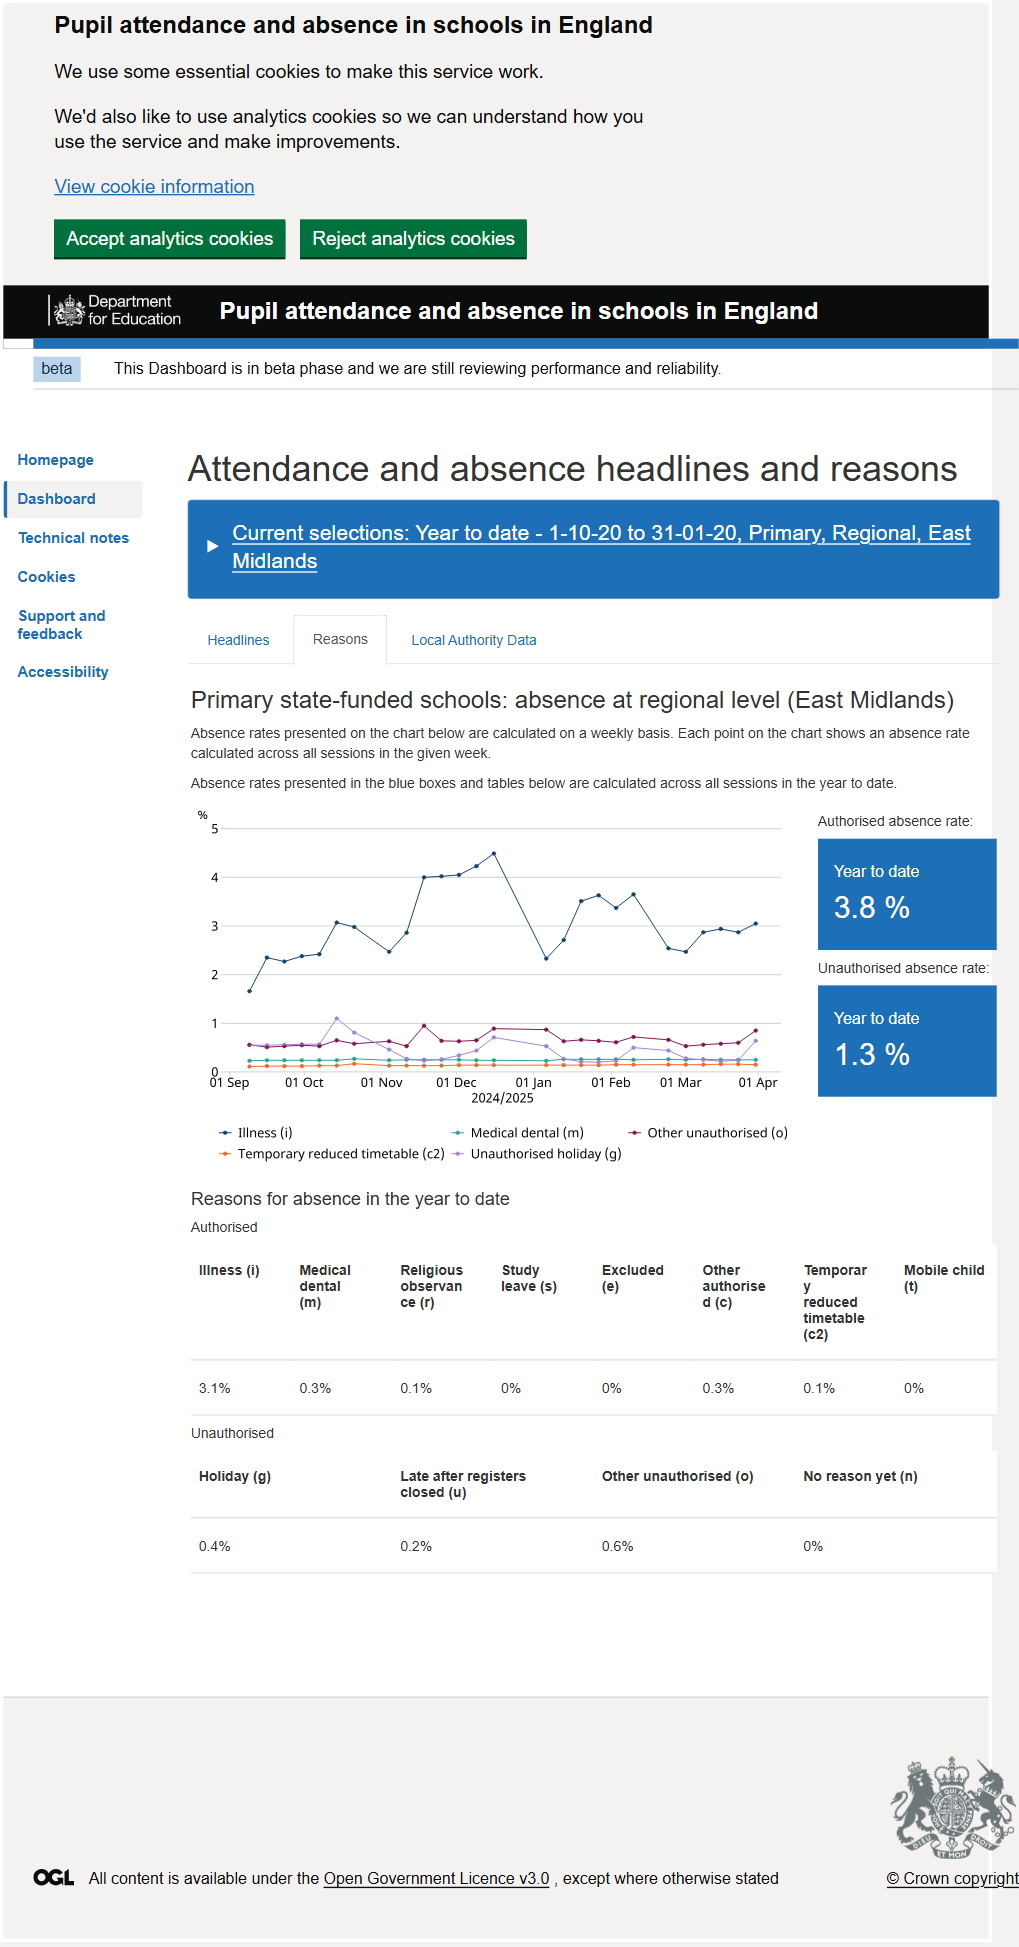 Pupil attendance and absence in schools in England
We use some essential cookies to make this service work.
We'd also like to use analytics cookies so we can understand how you
use the service and make improvements.
View cookie information
Accept analytics cookies Reject analytics cookies
Department
for Education
Pupil attendance and absence in schools in England
beta This Dashboard is in beta phase and we are still reviewing performance and reliability.
Homepage
Dashboard
Technical notes
Cookies
Support and
feedback
Accessibility
Attendance and absence headlines and reasons
Current selections: Year to date - 1-10-20 to 31-01-20, Primary, Regional, East
Midlands
Headlines Reasons Local Authority Data
Primary state-funded schools: absence at regional level (East Midlands)
Absence rates presented on the chart below are calculated on a weekly basis. Each point on the chart shows an absence rate
calculated across all sessions in the given week.
Absence rates presented in the blue boxes and tables below are calculated across all sessions in the year to date.
%
5
4
3
2
1
0
01 Sep 01 Oct 01 Nov 01 Dec 01 Jan 01 Feb 01 Mar 01 Apr
2024/2025
Illness (i) Medical dental (m) Other unauthorised (o)
Temporary reduced timetable (c2) Unauthorised holiday (g)
Authorised absence rate:
Year to date
3.8 %
Unauthorised absence rate:
Year to date
1.3 %
Reasons for absence in the year to date
Authorised
Illness (i) Medical Religious Study Excluded Other Temporar Mobile child
dental observan leave (s) (e) authorise y (t)
(m) ce (r) d (c) reduced
timetable
(c2)
3.1% 0.3% 0.1% 0% 0% 0.3% 0.1% 0%
Unauthorised
Holiday (g) Late after registers Other unauthorised (o) No reason yet (n)
closed (u)
0.4% 0.2% 0.6% 0%
OGL All content is available under the Open Government Licence v3.0 , except where otherwise stated
DIEU ET MON DROIT
© Crown copyright